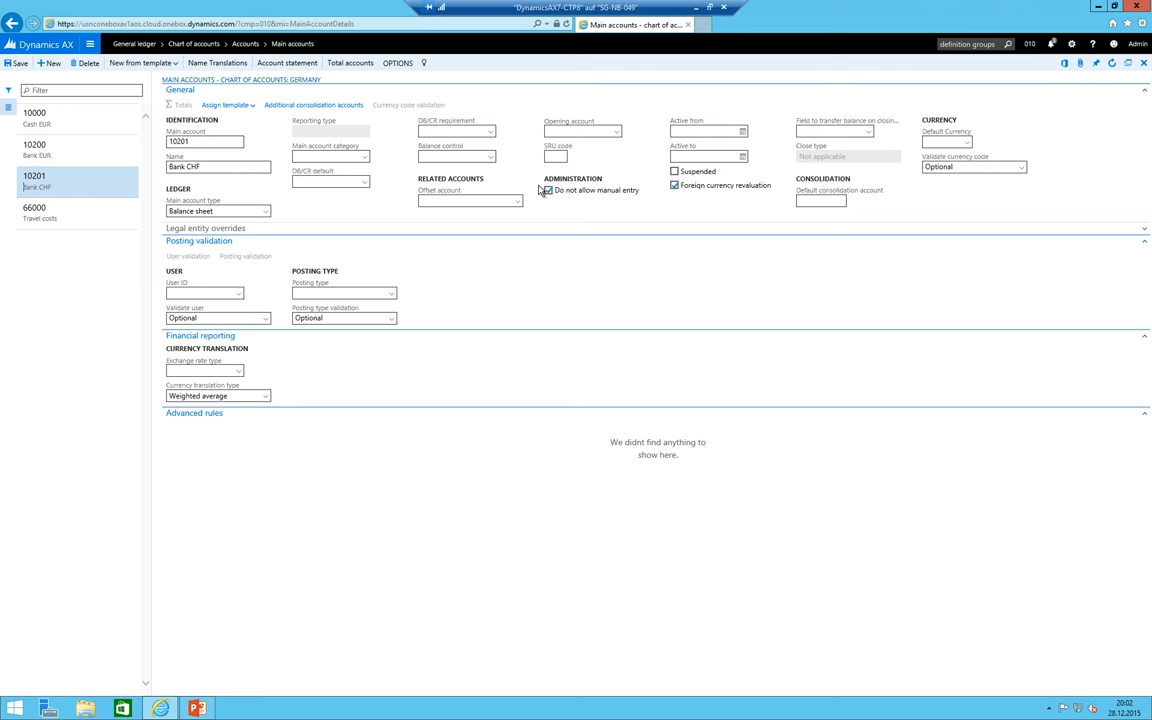 "DynamicsAX7-CTP8" auf "SG-NB-049"
https://usnconeboxax1aos.cloud.onebox.dynamics.com/?cmp=010&mi=MainAccountDetails
Main accounts - chart of ac...
Dynamics AX
General ledger > Chart of accounts > Accounts > Main accounts
definition groups
010
Admin
Save
New
Delete
New from template
Name Translations
Account statement
Total accounts
OPTIONS
Filter
10000
Cash EUR
10200
Bank EUR
10201
Bank CHF
66000
Travel costs
MAIN ACCOUNTS - CHART OF ACCOUNTS: GERMANY
General
Totals
Assign template
Additional consolidation accounts
Currency code validation
IDENTIFICATION
Main account
10201
Name
Bank CHF
LEDGER
Main account type
Balance sheet
Reporting type
Main account category
DB/CR default
DB/CR requirement
Balance control
RELATED ACCOUNTS
Offset account
Opening account
SRU code
ADMINISTRATION
Do not allow manual entry
Active from
Active to
Suspended
Foreign currency revaluation
Field to transfer balance on closin...
Close type
Not applicable
CONSOLIDATION
Default consolidation account
CURRENCY
Default Currency
Validate currency code
Optional
Legal entity overrides
Posting validation
User validation
Posting validation
USER
User ID
Validate user
Optional
POSTING TYPE
Posting type
Posting type validation
Optional
Financial reporting
CURRENCY TRANSLATION
Exchange rate type
Currency translation type
Weighted average
Advanced rules
We didnt find anything to
show here.
20:02
28.12.2015